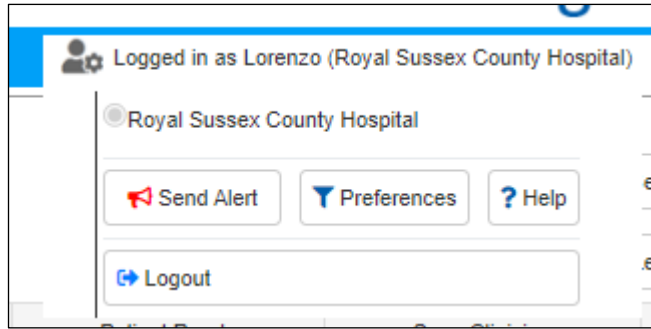 Logged in as Lorenzo (Royal Sussex County Hospital)
Royal Sussex County Hospital
Send Alert Preferences ? Help
Logout